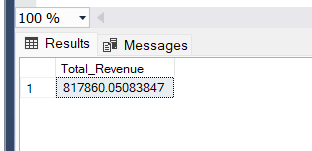 100 %
Results Messages
Total_Revenue
1 817860.05083847